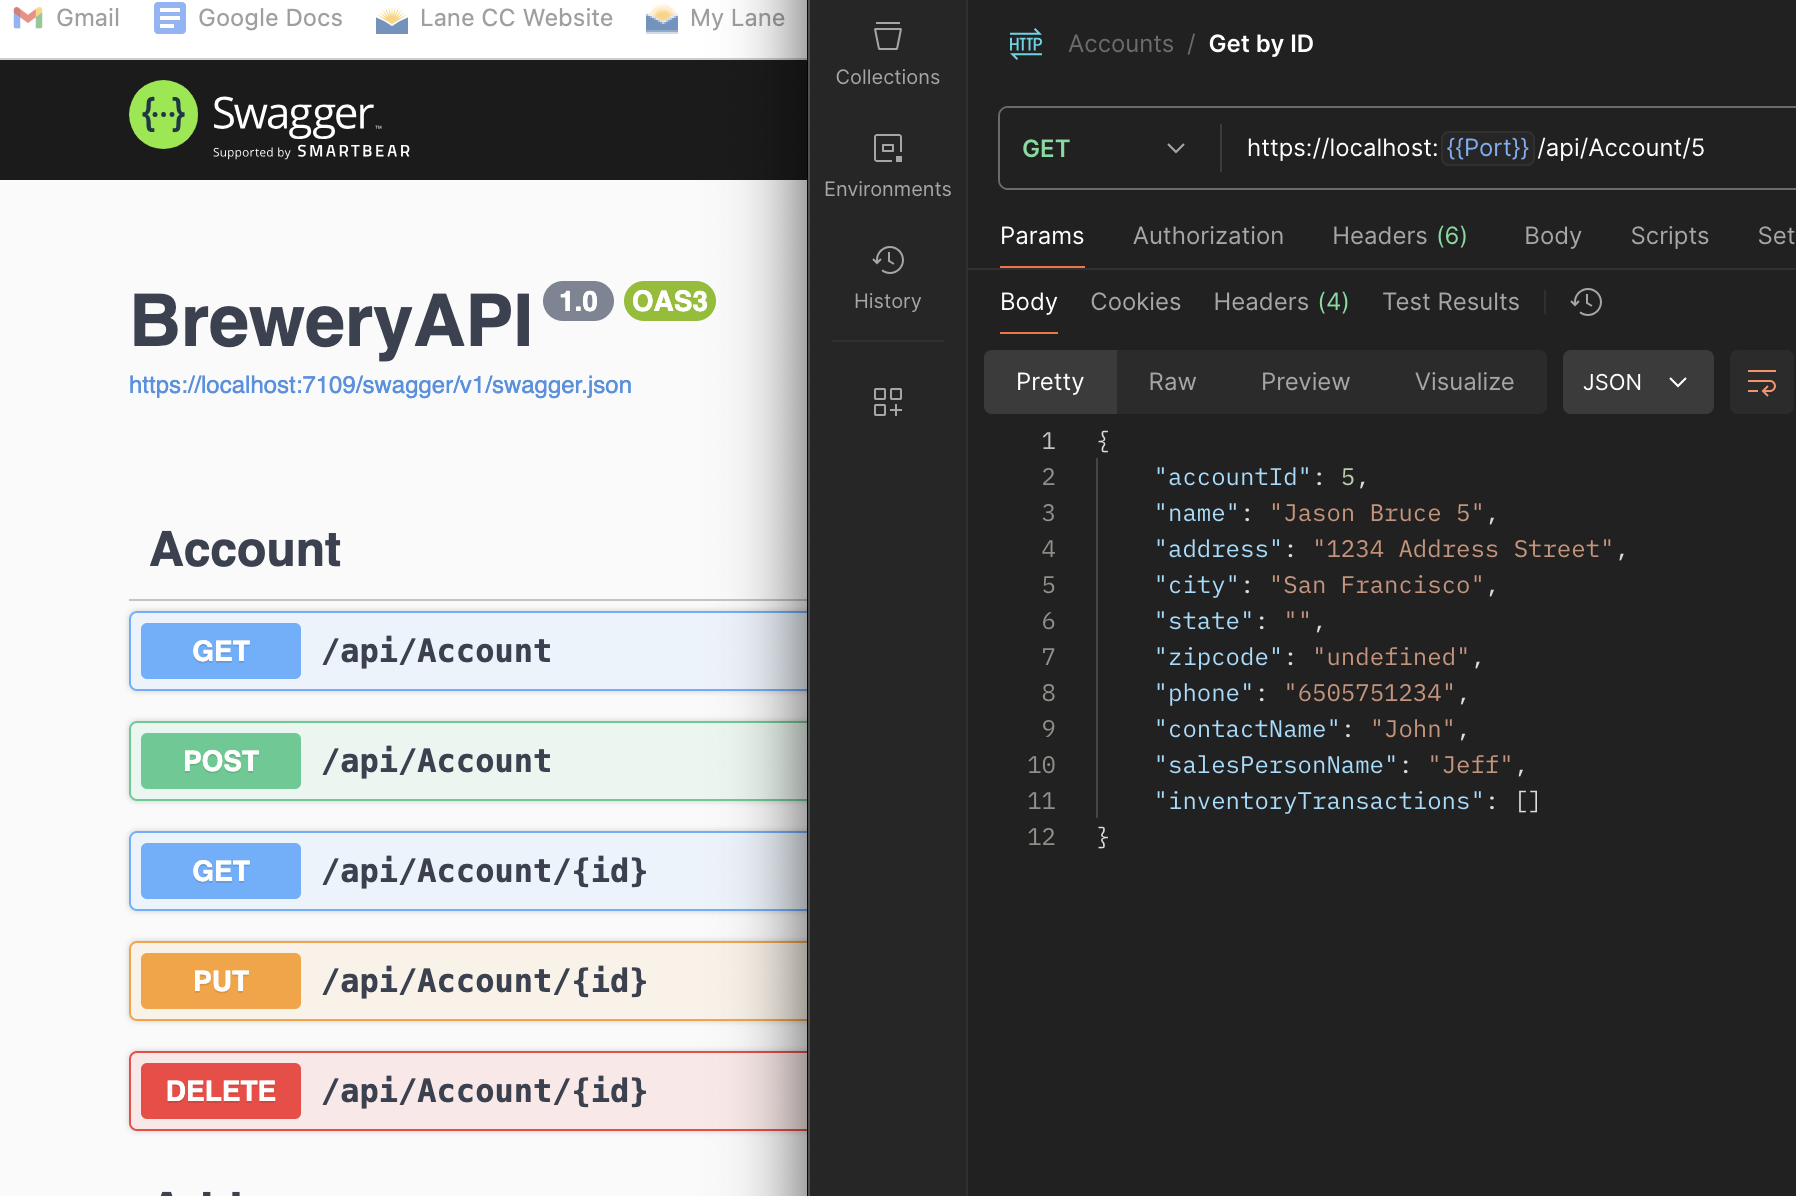 Gmail
Google Docs
Lane CC Website
My Lane
{···} Swagger™
Supported by SMARTBEAR
BreweryAPI 1.0 OAS3
https://localhost:7109/swagger/v1/swagger.json
Account
GET /api/Account
POST /api/Account
GET /api/Account/{id}
PUT /api/Account/{id}
DELETE /api/Account/{id}
Collections
Environments
History
HTTP Accounts / Get by ID
GET https://localhost:{{Port}}/api/Account/5
Params Authorization Headers (6) Body Scripts Set
Body Cookies Headers (4) Test Results
Pretty Raw Preview Visualize JSON
1 {
2 "accountId": 5,
3 "name": "Jason Bruce 5",
4 "address": "1234 Address Street",
5 "city": "San Francisco",
6 "state": "",
7 "zipcode": "undefined",
8 "phone": "6505751234",
9 "contactName": "John",
10 "salesPersonName": "Jeff",
11 "inventoryTransactions": []
12 }